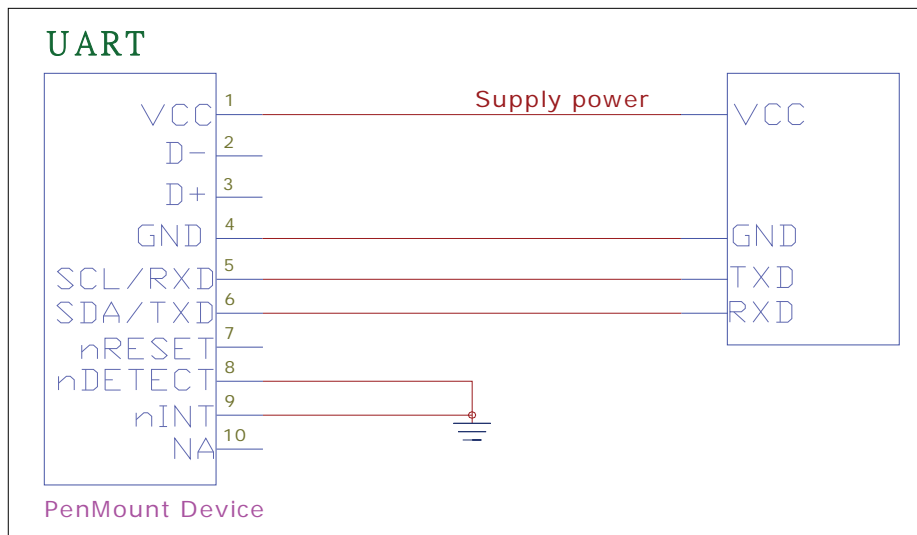 UART
Supply power
VCC 1 VCC
D- 2
D+ 3
GND 4 GND
SCL/RXD 5 TXD
SDA/TXD 6 RXD
nRESET 7
nDETECT 8
nINT 9
NA 10
PenMount Device